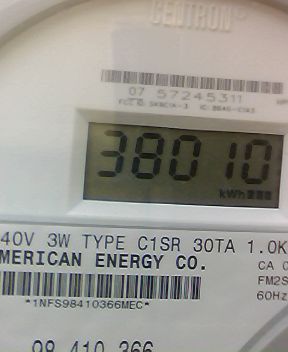 CENTRON
07 57245311
38010
kWh
40V 3W TYPE C1SR 30TA 1.0K
MERICAN ENERGY CO.
CA 0
FM2S
60Hz
*1NFS98410366MEC*
98 410 366